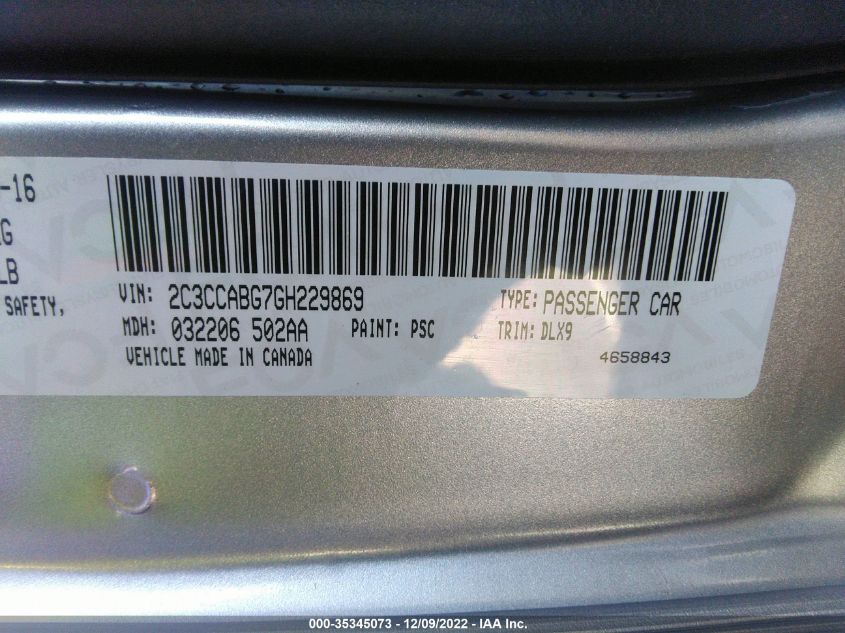 -16
G
LB
SAFETY,
VIN: 2C3CCABG7GH229869 TYPE: PASSENGER CAR
MDH: 032206 502AA PAINT: PSC TRIM: DLX9
VEHICLE MADE IN CANADA 4658843
000-35345073 - 12/09/2022 - IAA Inc.